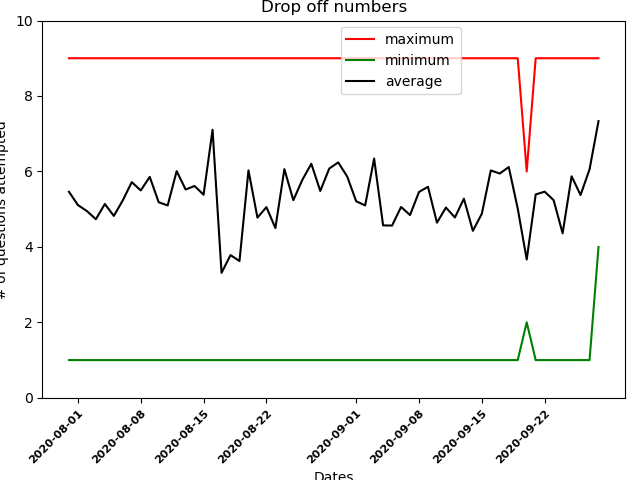 Drop off numbers
# of questions attempted
10
8
6
4
2
0
maximum
minimum
average
2020-08-01
2020-08-08
2020-08-15
2020-08-22
2020-09-01
2020-09-08
2020-09-15
2020-09-22
Dates